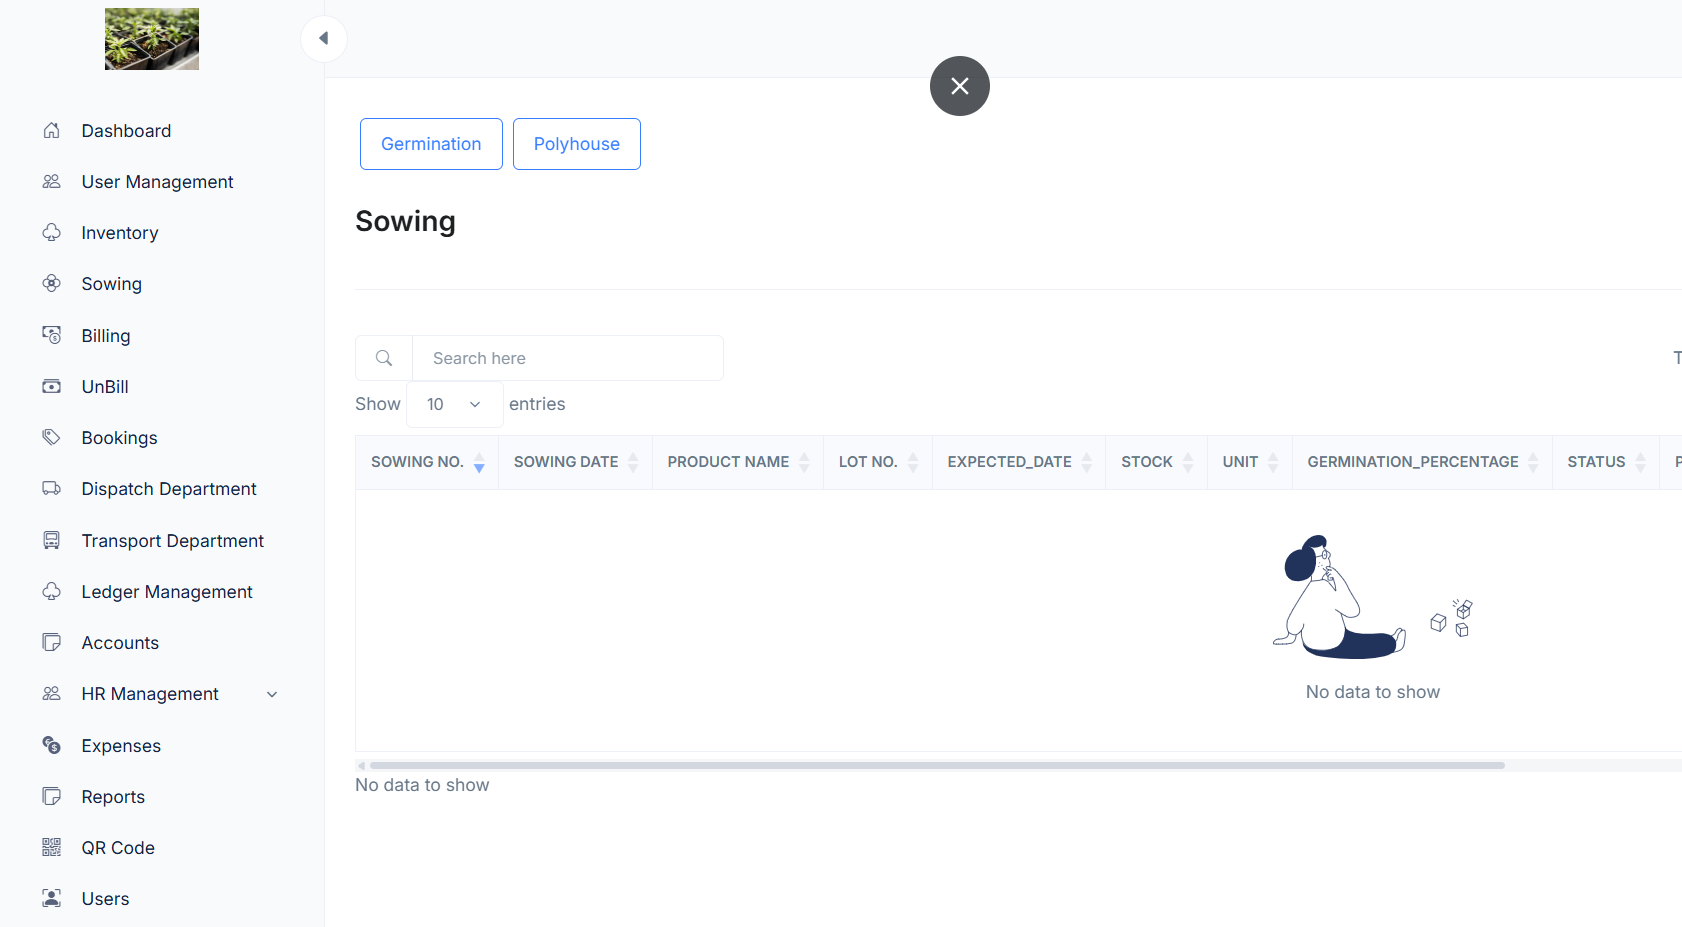 Dashboard
User Management
Inventory
Sowing
Billing
UnBill
Bookings
Dispatch Department
Transport Department
Ledger Management
Accounts
HR Management
Expenses
Reports
QR Code
Users
Germination
Polyhouse
Sowing
Search here
Show 10 entries
SOWING NO. SOWING DATE PRODUCT NAME LOT NO. EXPECTED_DATE STOCK UNIT GERMINATION_PERCENTAGE STATUS
No data to show
No data to show